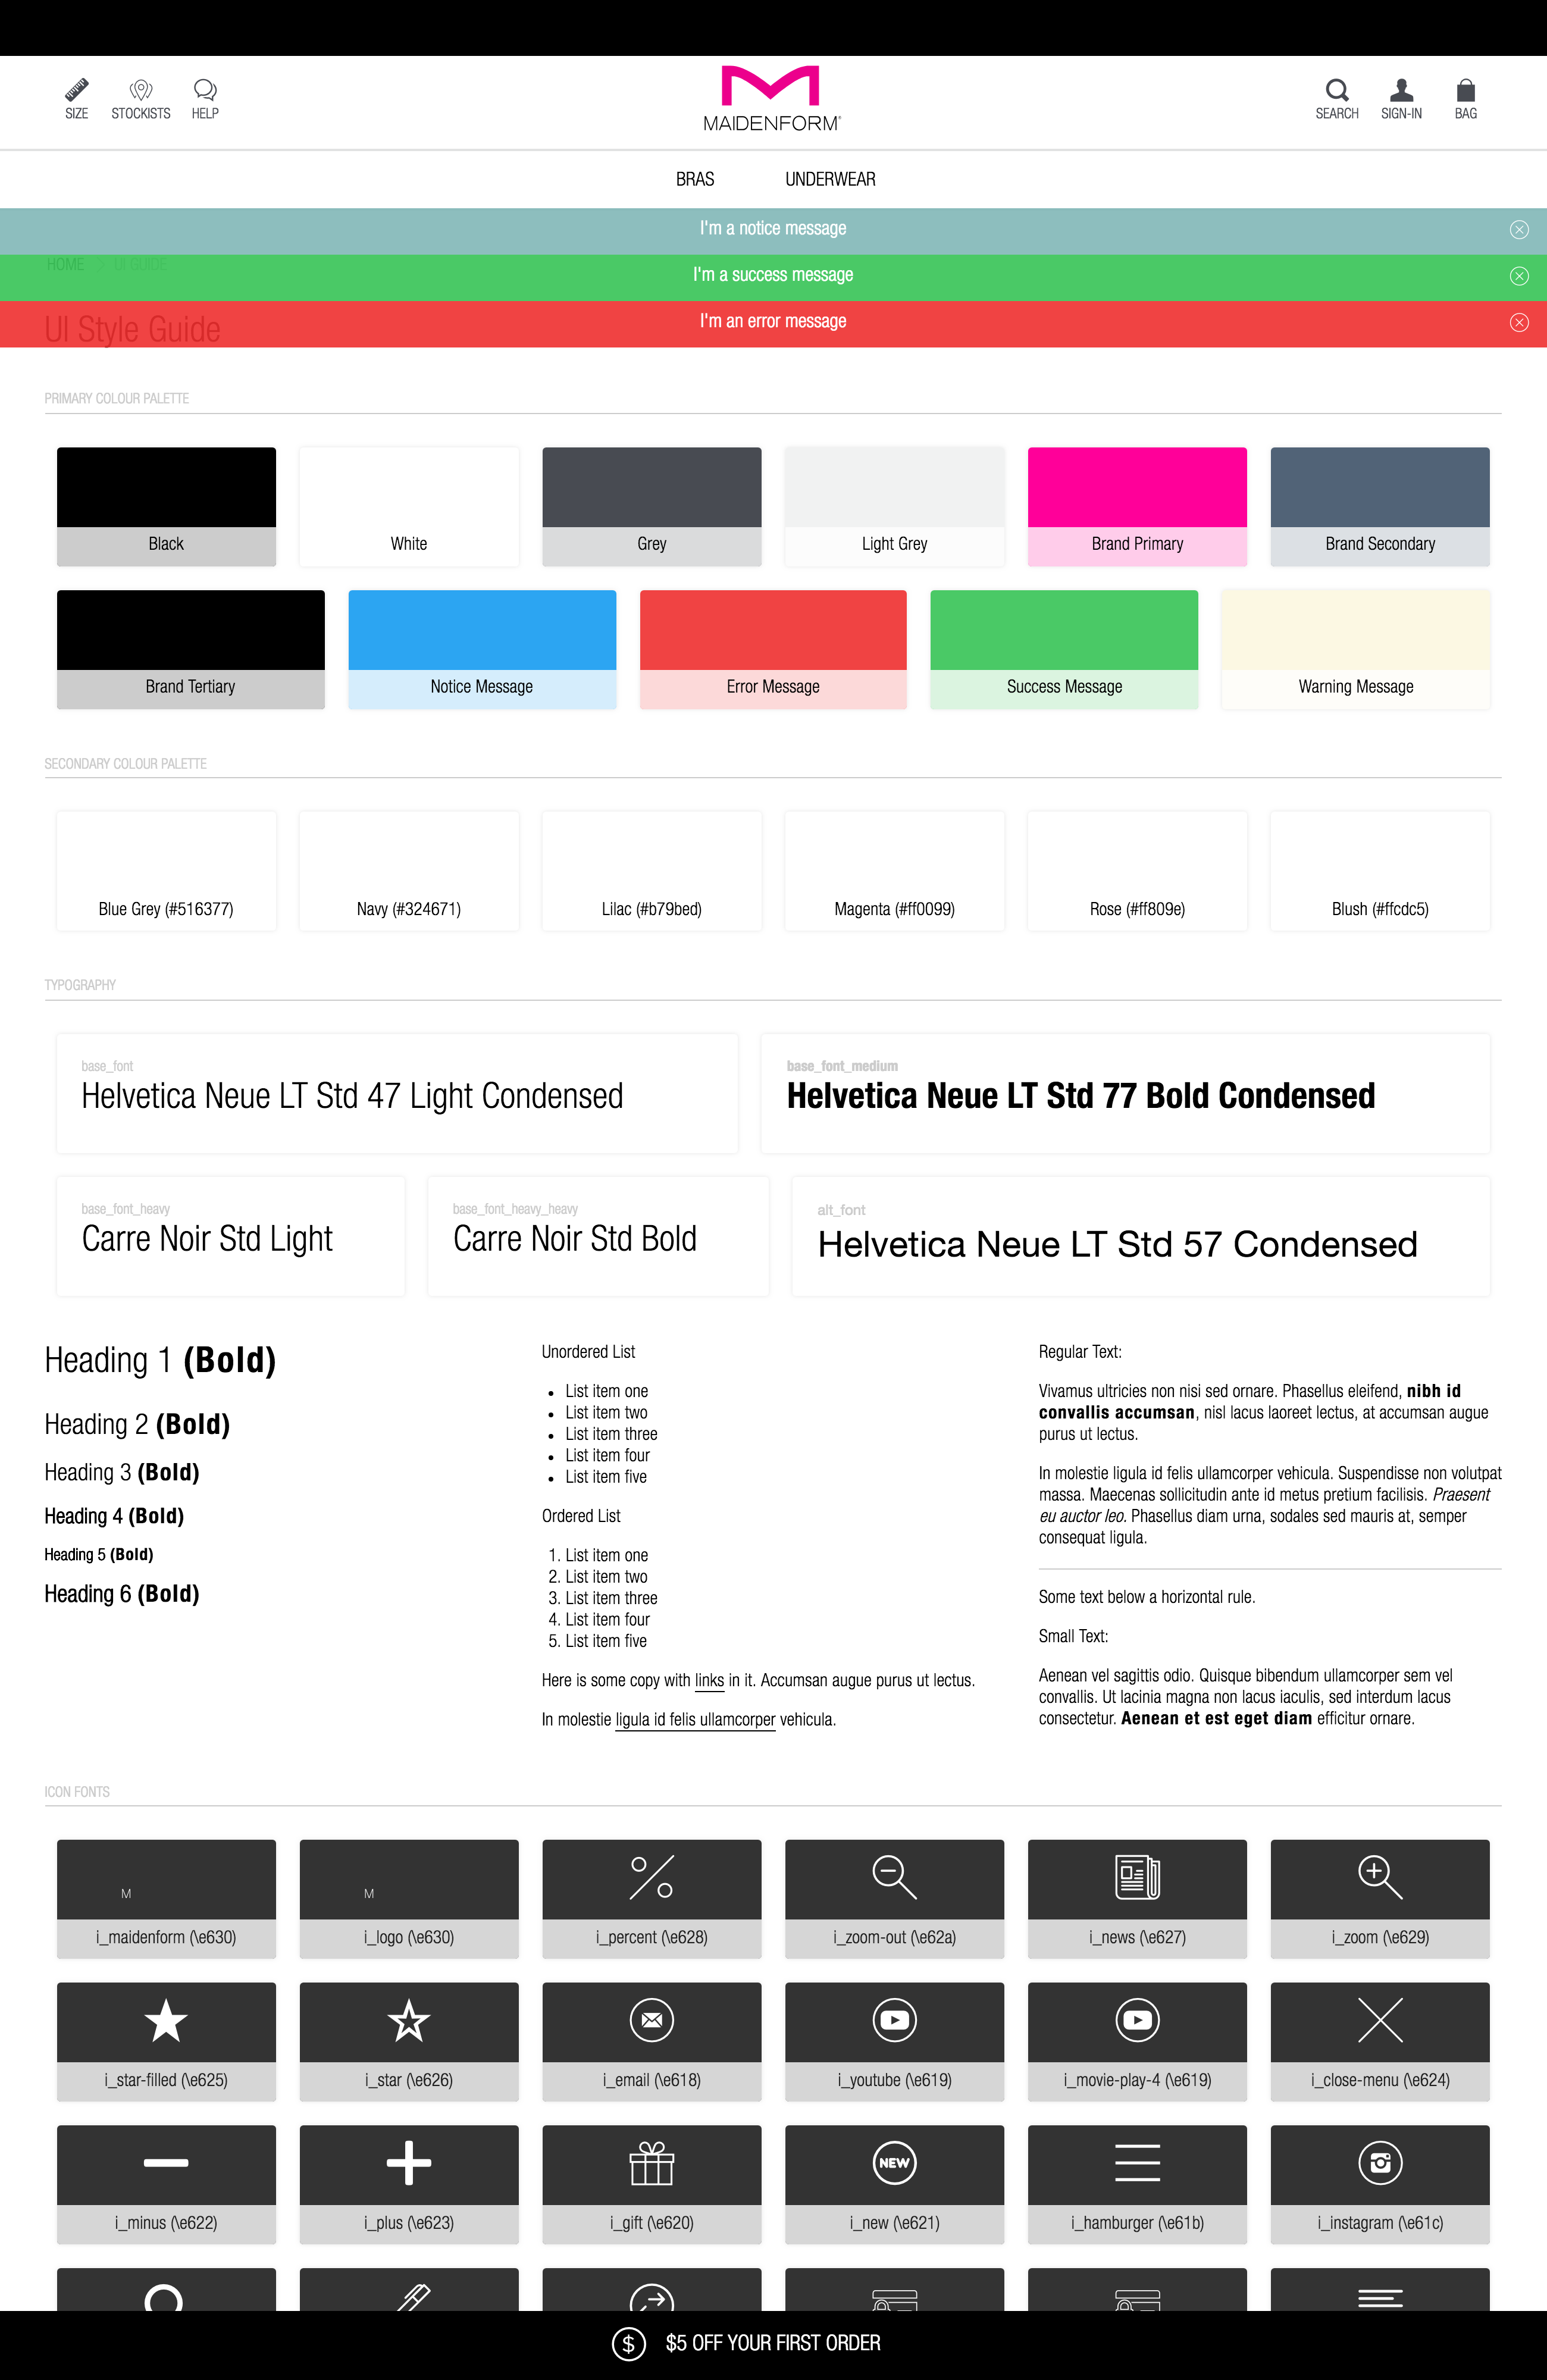 SIZE STOCKISTS HELP
MAIDENFORM®
SEARCH SIGN-IN BAG
BRAS UNDERWEAR
I'm a notice message
HOME > UI GUIDE
I'm a success message
UI Style Guide
I'm an error message
PRIMARY COLOUR PALETTE
Black White Grey Light Grey Brand Primary Brand Secondary
Brand Tertiary Notice Message Error Message Success Message Warning Message
SECONDARY COLOUR PALETTE
Blue Grey (#516377) Navy (#324671) Lilac (#b79bed) Magenta (#ff0099) Rose (#ff809e) Blush (#ffcdc5)
TYPOGRAPHY
base_font
Helvetica Neue LT Std 47 Light Condensed
base_font_medium
Helvetica Neue LT Std 77 Bold Condensed
base_font_heavy
Carre Noir Std Light
base_font_heavy_heavy
Carre Noir Std Bold
alt_font
Helvetica Neue LT Std 57 Condensed
Heading 1 (Bold)
Heading 2 (Bold)
Heading 3 (Bold)
Heading 4 (Bold)
Heading 5 (Bold)
Heading 6 (Bold)
Unordered List
• List item one
• List item two
• List item three
• List item four
• List item five
Ordered List
1. List item one
2. List item two
3. List item three
4. List item four
5. List item five
Here is some copy with links in it. Accumsan augue purus ut lectus.
In molestie ligula id felis ullamcorper vehicula.
Regular Text:
Vivamus ultricies non nisi sed ornare. Phasellus eleifend, nibh id
convallis accumsan, nisl lacus laoreet lectus, at accumsan augue
purus ut lectus.
In molestie ligula id felis ullamcorper vehicula. Suspendisse non volutpat
massa. Maecenas sollicitudin ante id metus pretium facilisis. Praesent
eu auctor leo. Phasellus diam urna, sodales sed mauris at, semper
consequat ligula.
Some text below a horizontal rule.
Small Text:
Aenean vel sagittis odio. Quisque bibendum ullamcorper sem vel
convallis. Ut lacinia magna non lacus iaculis, sed interdum lacus
consectetur. Aenean et est eget diam efficitur ornare.
ICON FONTS
M M
i_maidenform (\e630) i_logo (\e630) i_percent (\e628) i_zoom-out (\e62a) i_news (\e627) i_zoom (\e629)
i_star-filled (\e625) i_star (\e626) i_email (\e618) i_youtube (\e619) i_movie-play-4 (\e619) i_close-menu (\e624)
NEW
i_minus (\e622) i_plus (\e623) i_gift (\e620) i_new (\e621) i_hamburger (\e61b) i_instagram (\e61c)
$ $5 OFF YOUR FIRST ORDER